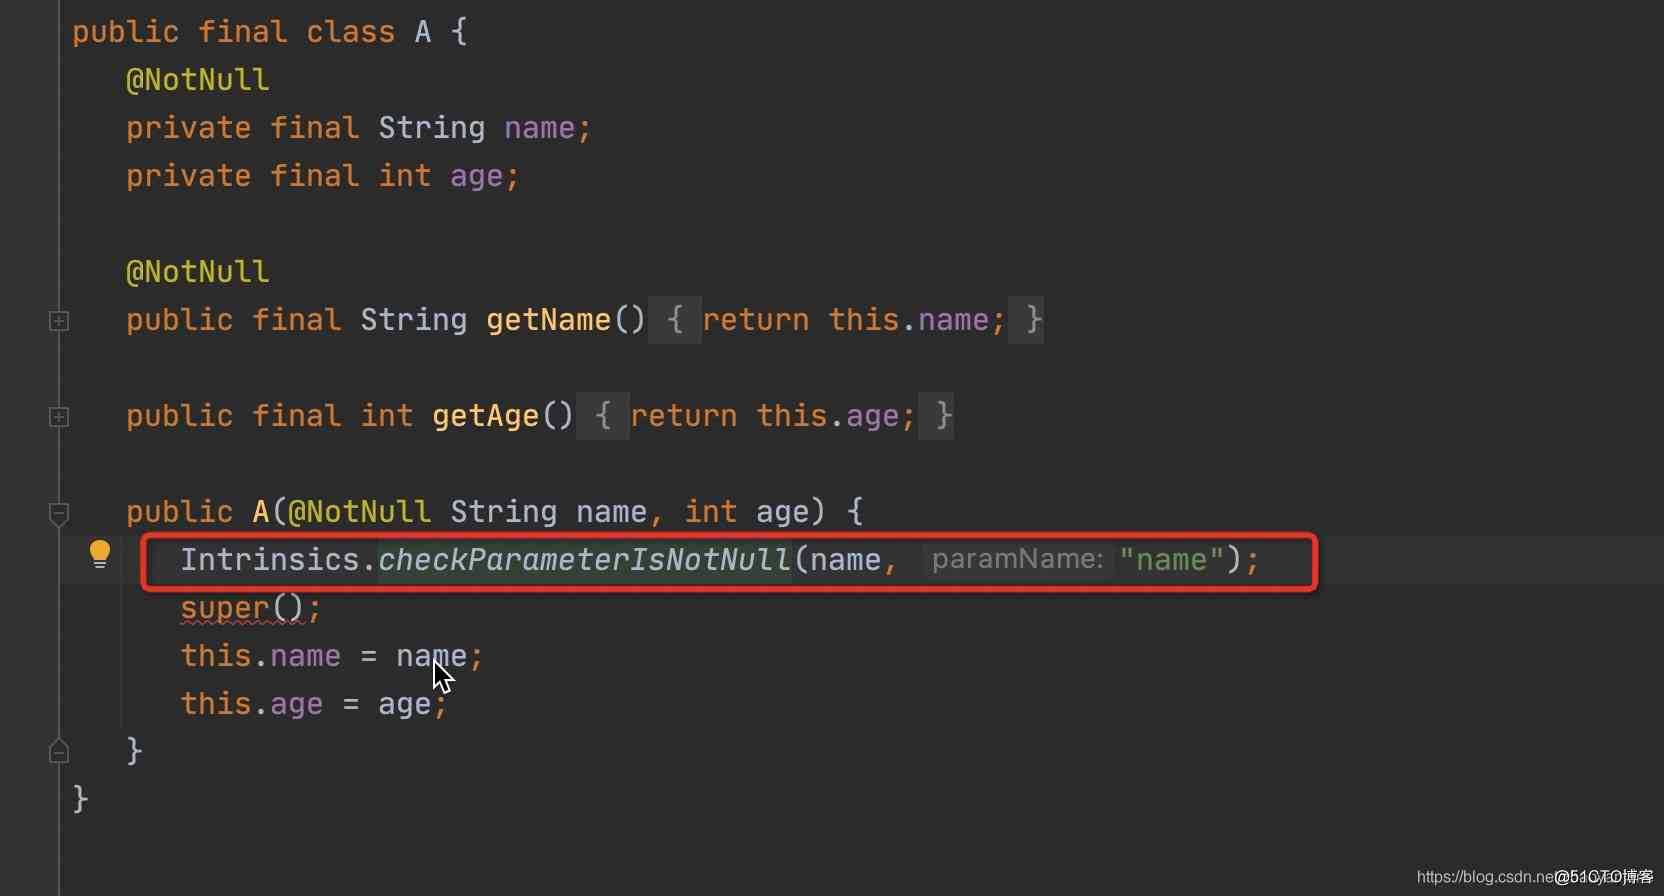 public final class A {
@NotNull
private final String name;
private final int age;
@NotNull
public final String getName() { return this.name; }
public final int getAge() { return this.age; }
public A(@NotNull String name, int age) {
Intrinsics.checkParameterIsNotNull(name, paramName: "name");
super();
this.name = name;
this.age = age;
}
}
https://blog.csdn.net
@51CTO博客